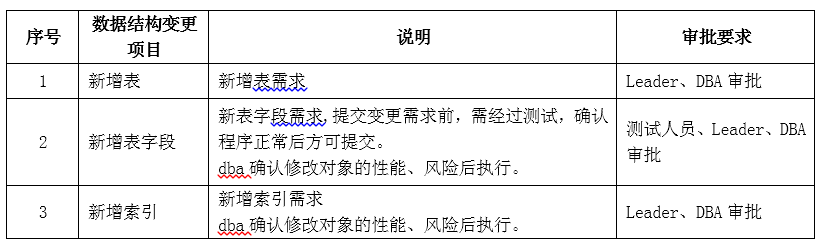 序号
数据结构变更项目
说明
审批要求
1
新增表
新增表需求
Leader、DBA 审批
2
新增表字段
新表字段需求,提交变更需求前，需经过测试，确认
程序正常后方可提交。
dba 确认修改对象的性能、风险后执行。
测试人员、Leader、DBA
审批
3
新增索引
新增索引需求
dba 确认修改对象的性能、风险后执行。
Leader、DBA 审批